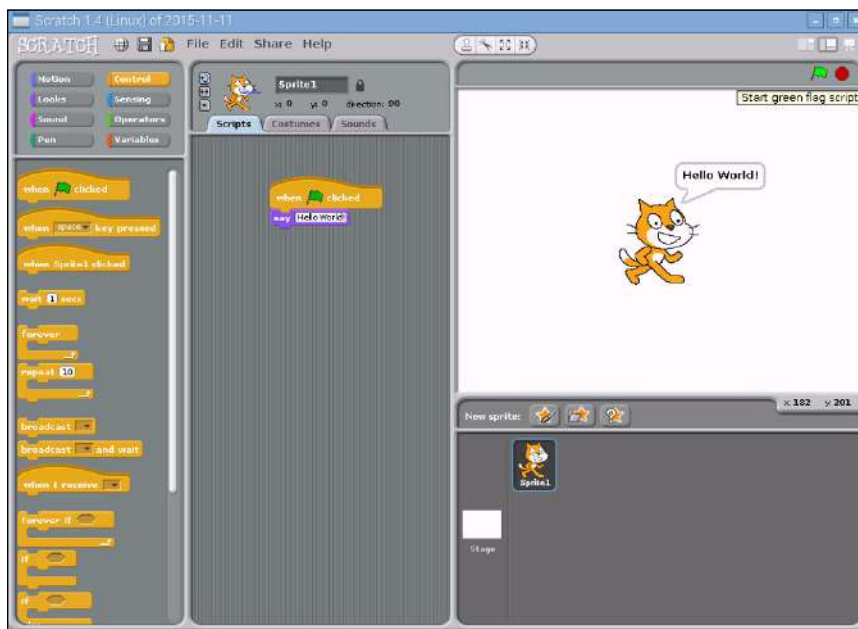 Scratch 1.4 (Linux) of 2015-11-11
SCRATCH File Edit Share Help
Motion Control
Looks Sensing
Sound Operators
Pen Variables
when clicked
when space key pressed
when Sprite1 clicked
wait 1 secs
forever
repeat 10
broadcast
broadcast and wait
when I receive
forever if
if
if
Sprite1
x: 0 y: 0 direction: 90
Scripts Costumes Sounds
when clicked
say Hello World!
Start green flag script
Hello World!
x: 182 y: 201
New sprite:
Sprite1
Stage